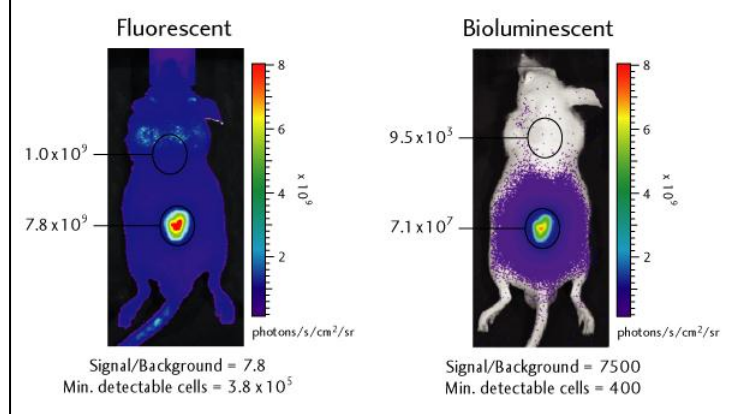 Fluorescent
8
6
4
2
x 10⁹
1.0x10⁹
7.8x10⁹
photons/s/cm²/sr
Signal/Background = 7.8
Min. detectable cells = 3.8x10⁵
Bioluminescent
8
6
4
2
x 10⁹
9.5x10³
7.1x10⁷
photons/s/cm²/sr
Signal/Background = 7500
Min. detectable cells = 400